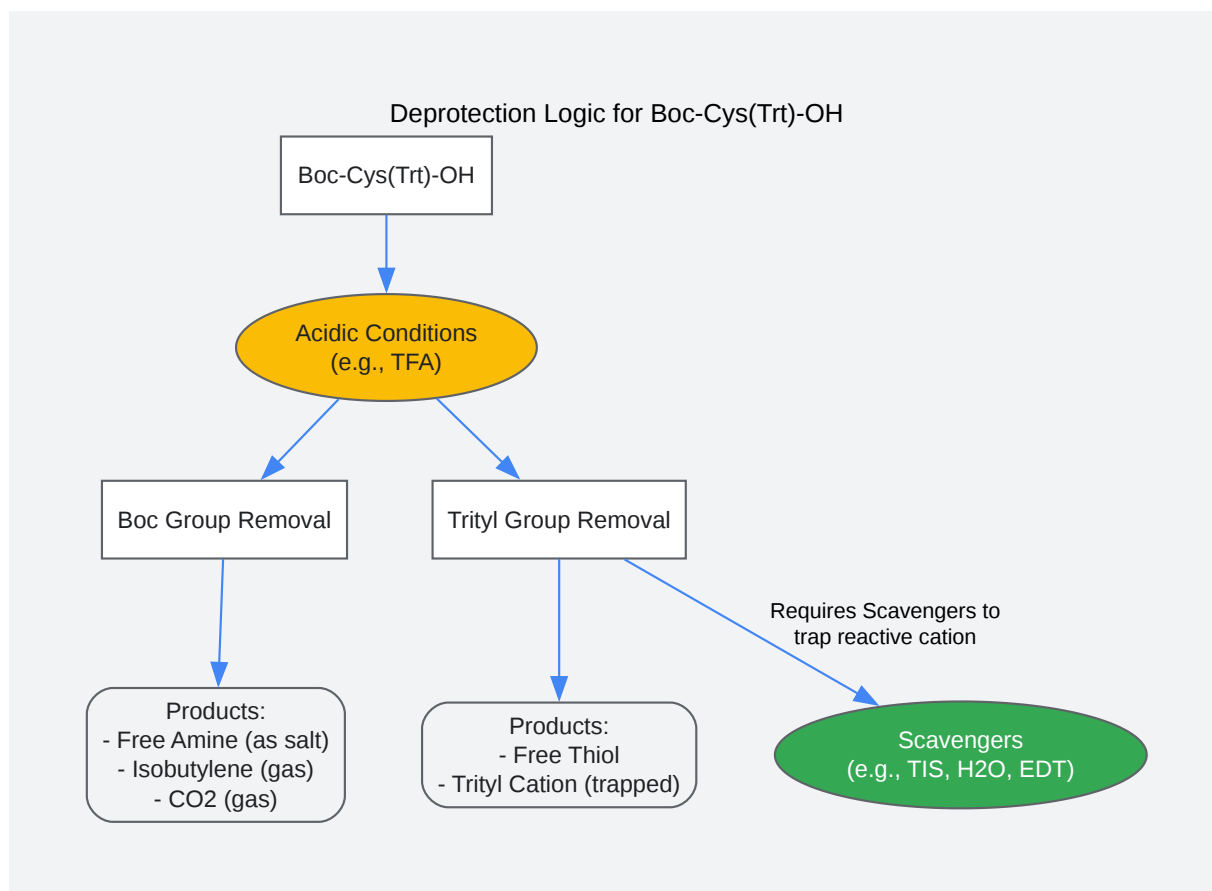 Deprotection Logic for Boc-Cys(Trt)-OH
Boc-Cys(Trt)-OH
Acidic Conditions
(e.g., TFA)
Boc Group Removal
Trityl Group Removal
Requires Scavengers to
trap reactive cation
Products:
- Free Amine (as salt)
- Isobutylene (gas)
- CO2 (gas)
Products:
- Free Thiol
- Trityl Cation (trapped)
Scavengers
(e.g., TIS, H2O, EDT)